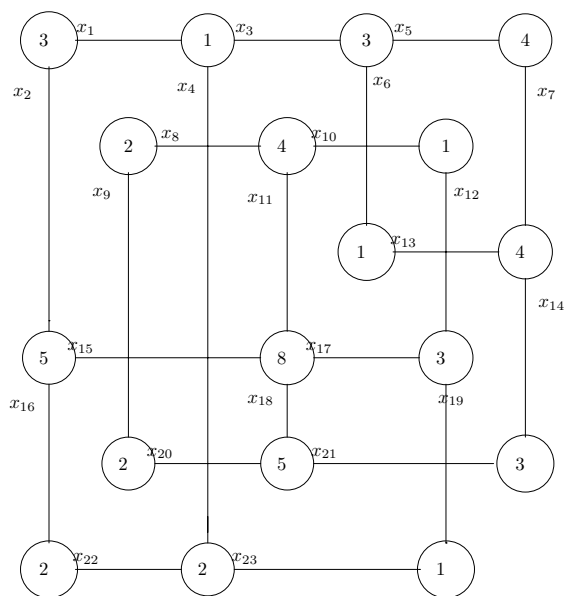 3 x₁ 1 x₃ 3 x₅ 4
x₂ x₄ x₆ x₇
2 x₈ 4 x₁₀ 1
x₉ x₁₁ x₁₂
1 x₁₃ 4
x₁₄
5 x₁₅ 8 x₁₇ 3
x₁₆ x₁₈ x₁₉
2 x₂₀ 5 x₂₁ 3
2 x₂₂ 2 x₂₃ 1